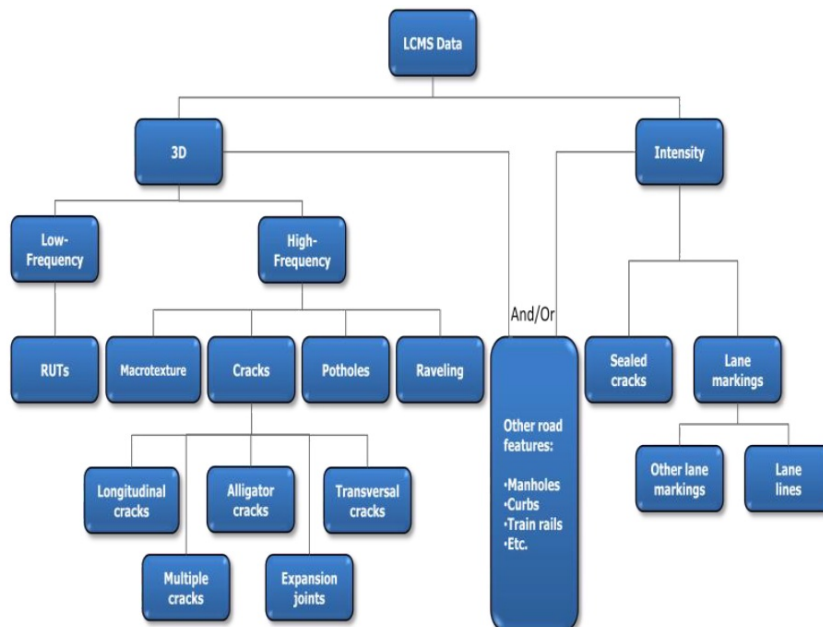 LCMS Data
3D
Intensity
Low-
Frequency
High-
Frequency
And/Or
RUTs
Macrotexture
Cracks
Potholes
Raveling
Other road
features:
•Manholes
•Curbs
•Train rails
•Etc.
Sealed
cracks
Lane
markings
Other lane
markings
Lane
lines
Longitudinal
cracks
Alligator
cracks
Transversal
cracks
Multiple
cracks
Expansion
joints